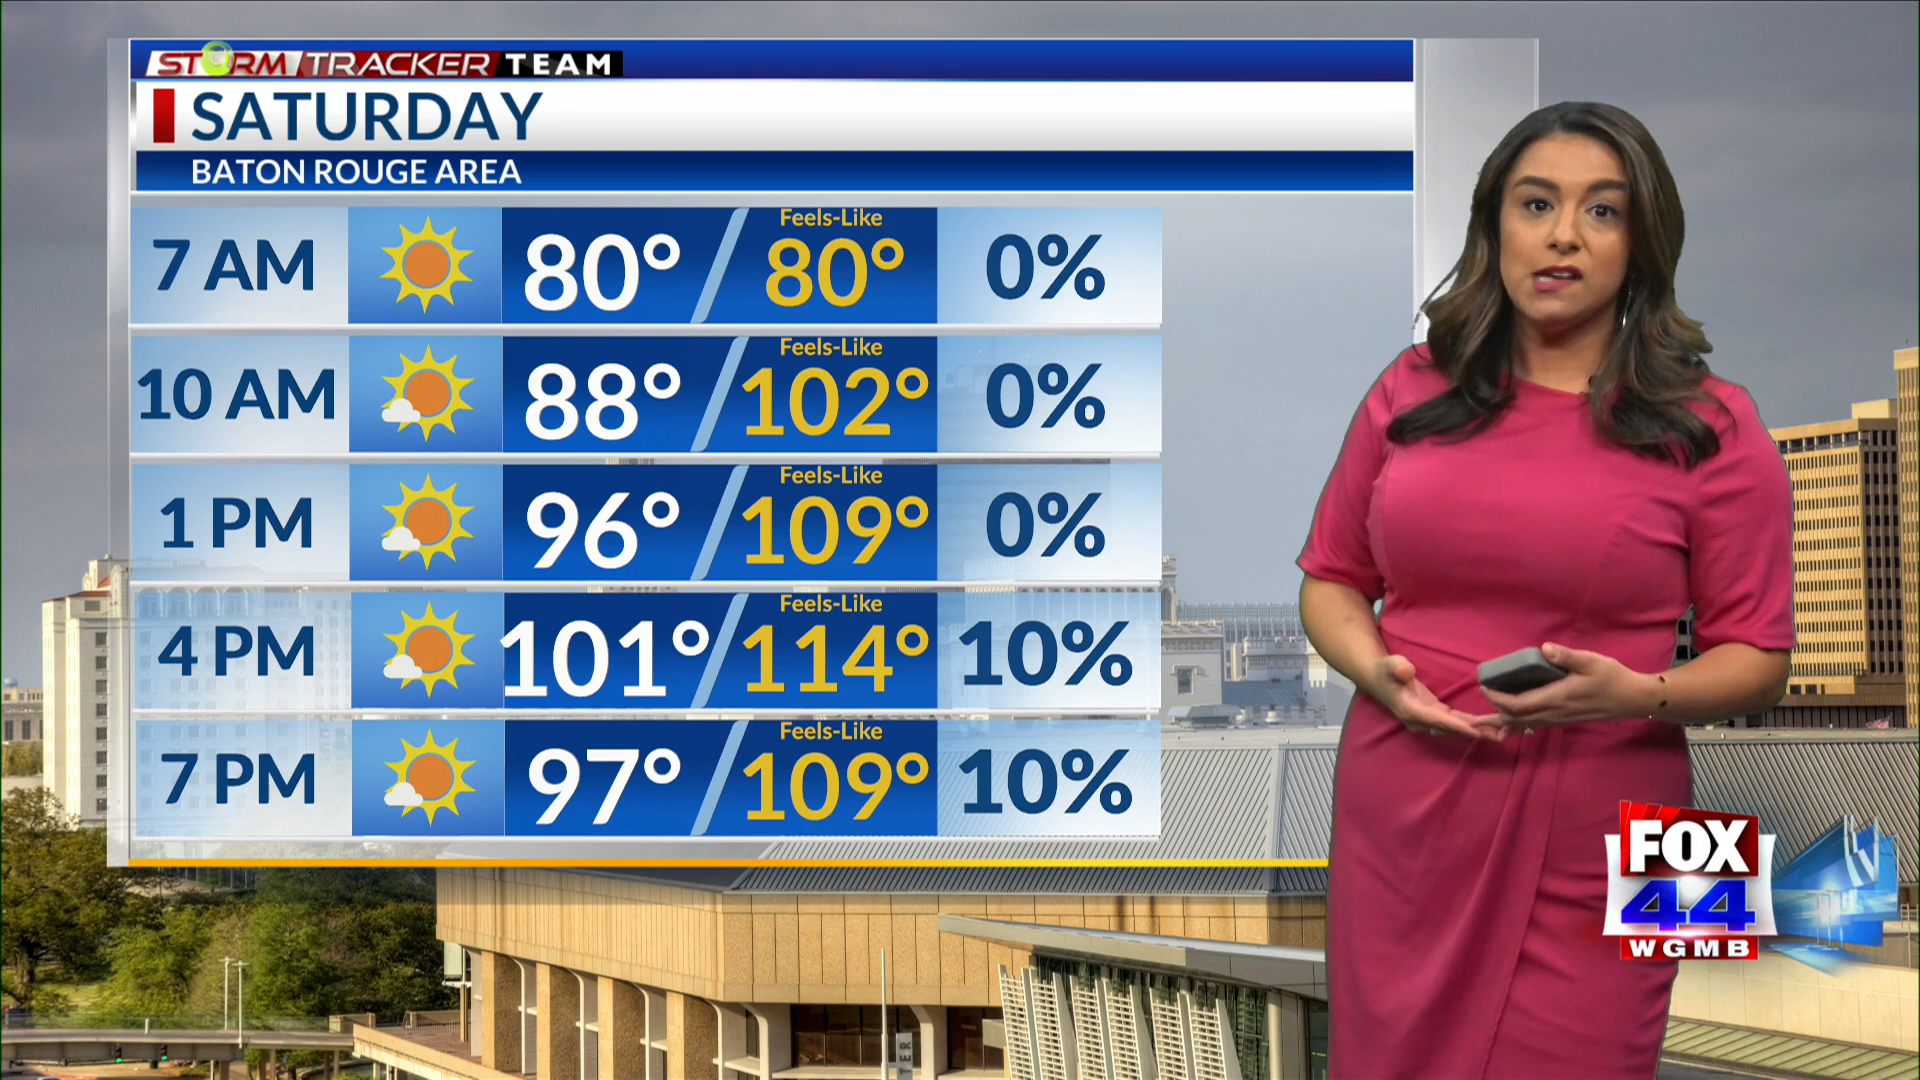 STORM TRACKER TEAM
SATURDAY
BATON ROUGE AREA
7 AM 80° / Feels-Like 80° 0%
10 AM 88° / Feels-Like 102° 0%
1 PM 96° / Feels-Like 109° 0%
4 PM 101° / Feels-Like 114° 10%
7 PM 97° / Feels-Like 109° 10%
FOX
44
WGMB